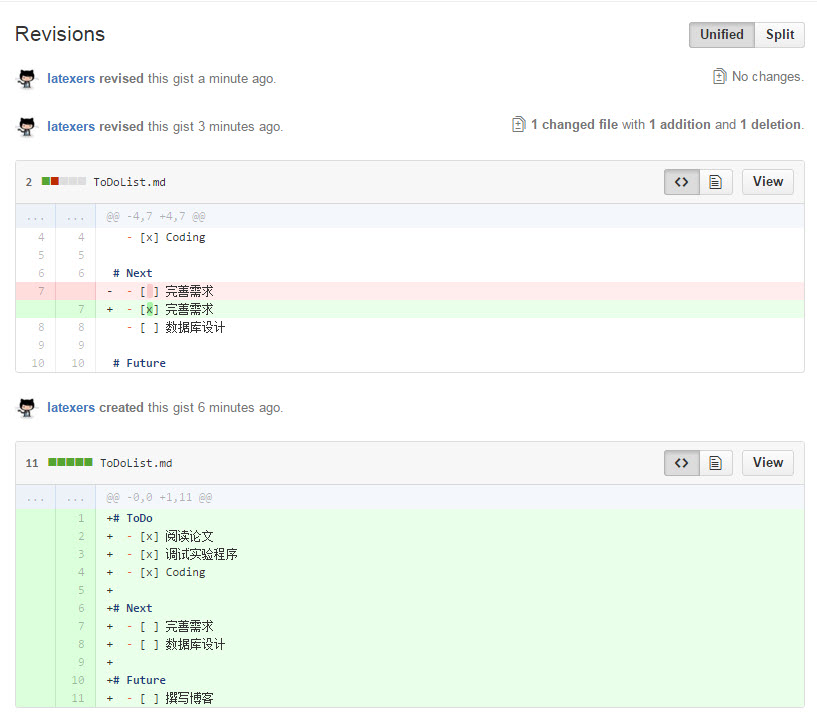 Revisions
Unified Split
latexers revised this gist a minute ago.
No changes.
latexers revised this gist 3 minutes ago.
1 changed file with 1 addition and 1 deletion.
2 ToDoList.md
View
... ... @@ -4,7 +4,7 @@
4 4 - [x] Coding
5 5
6 6 # Next
7 - - [ ] 完善需求
7 + - [x] 完善需求
8 8 - [ ] 数据库设计
9 9
10 10 # Future
latexers created this gist 6 minutes ago.
11 ToDoList.md
View
... ... @@ -0,0 +1,11 @@
1 +# ToDo
2 + - [x] 阅读论文
3 + - [x] 调试实验程序
4 + - [x] Coding
5 +
6 +# Next
7 + - [ ] 完善需求
8 + - [ ] 数据库设计
9 +
10 +# Future
11 + - [ ] 撰写博客